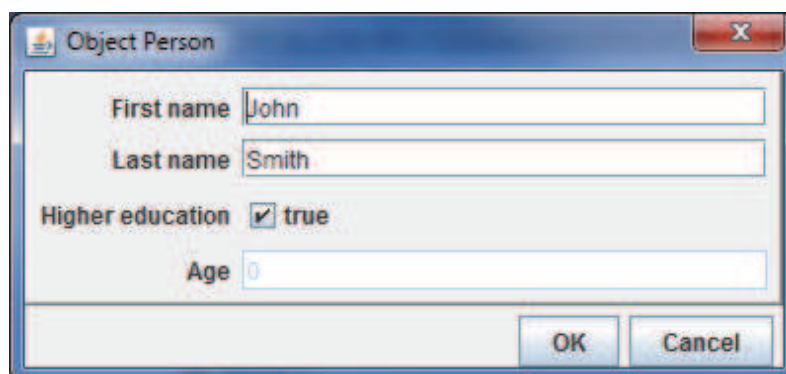 Object Person
First name John
Last name Smith
Higher education true
Age 0
OK Cancel